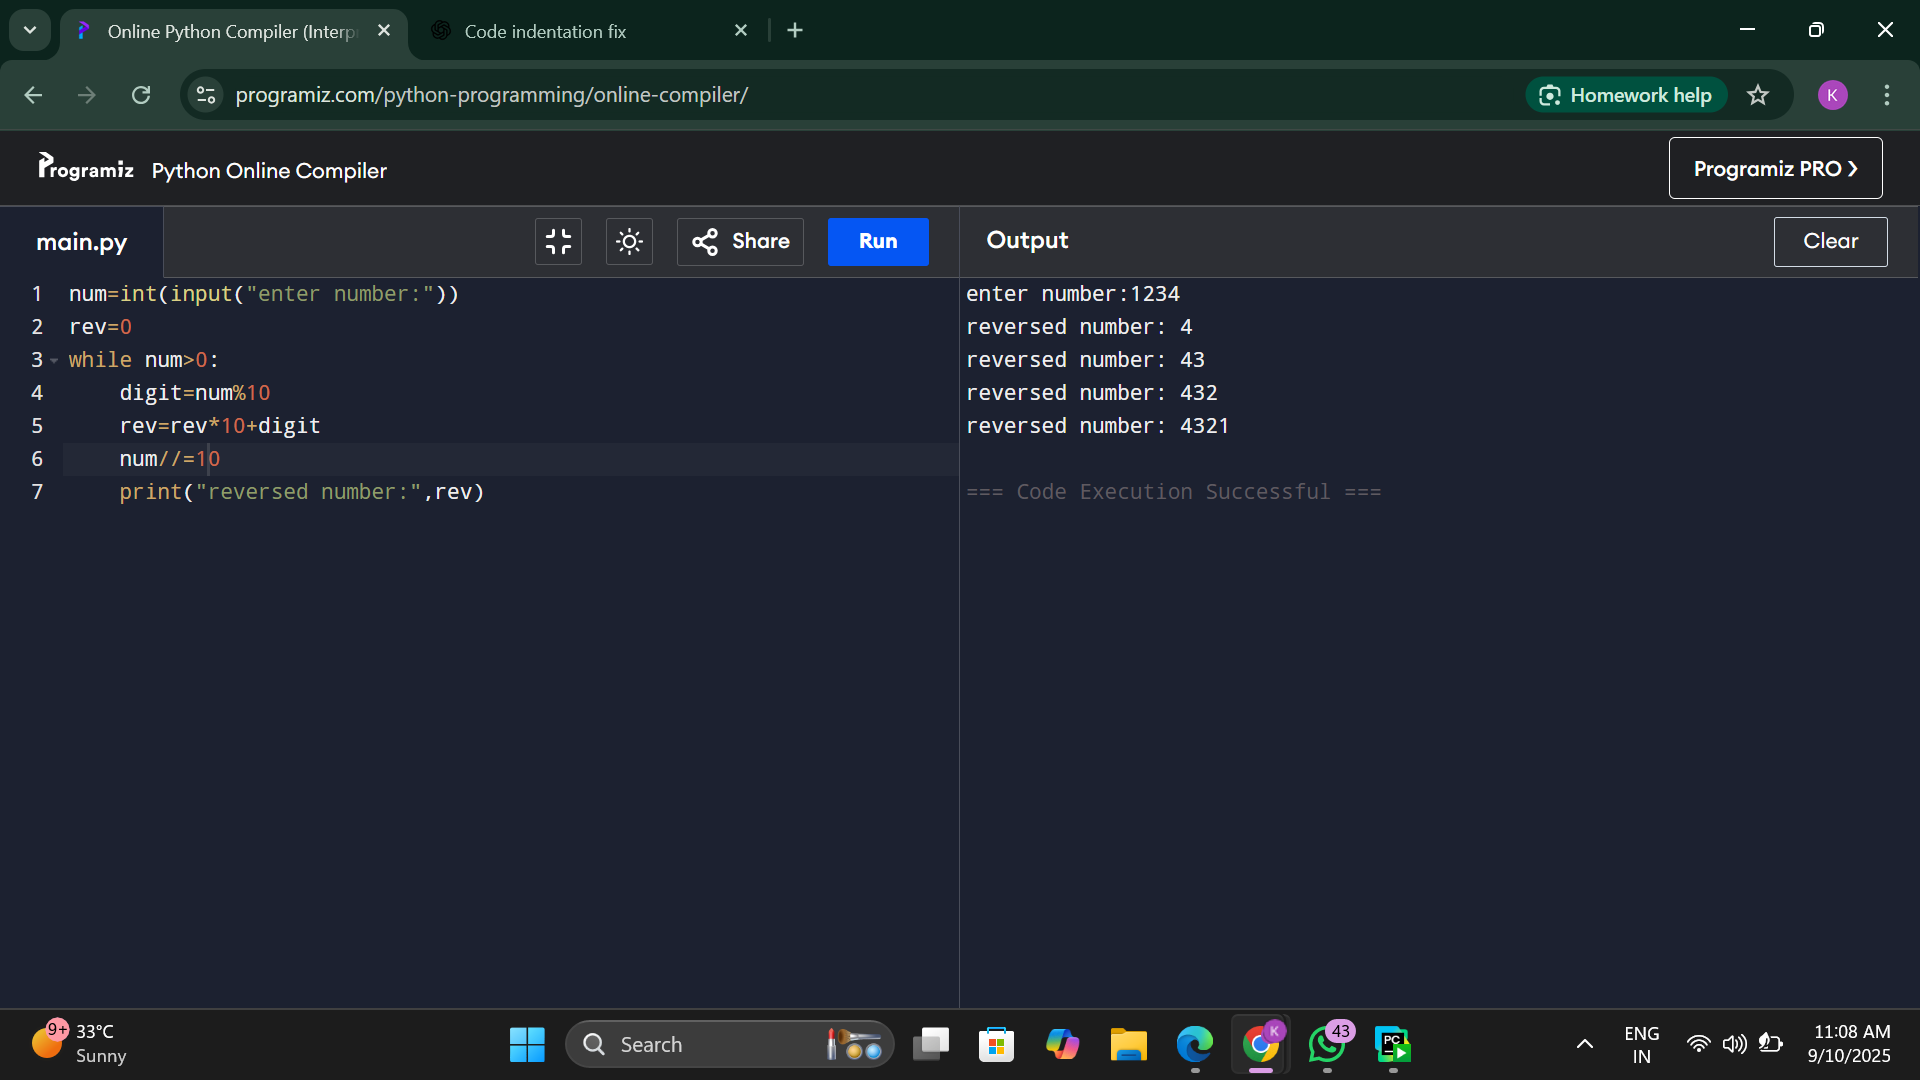 Online Python Compiler (Interp
Code indentation fix
programiz.com/python-programming/online-compiler/
Homework help
K
Programiz
Python Online Compiler
Programiz PRO
main.py
Share
Run
Output
Clear
1 num=int(input("enter number:"))
2 rev=0
3 while num>0:
4 digit=num%10
5 rev=rev*10+digit
6 num//=10
7 print("reversed number:",rev)
enter number:1234
reversed number: 4
reversed number: 43
reversed number: 432
reversed number: 4321
=== Code Execution Successful ===
9+
33°C
Sunny
Search
K
43
PC
ENG
IN
11:08 AM
9/10/2025